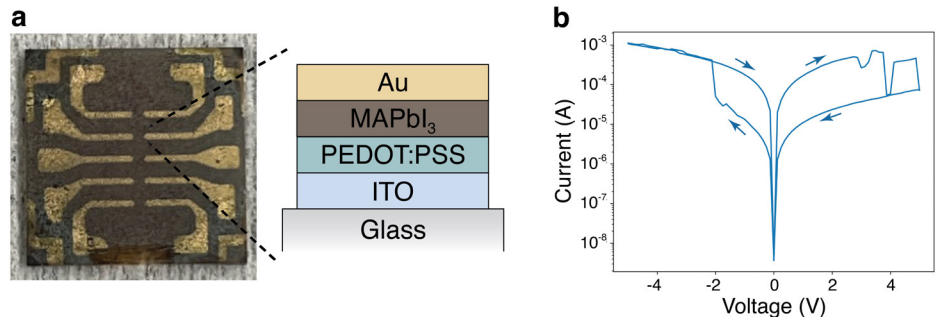 a
Au
MAPbI₃
PEDOT:PSS
ITO
Glass
b
Current (A)
10⁻³
10⁻⁴
10⁻⁵
10⁻⁶
10⁻⁷
10⁻⁸
-4
-2
0
2
4
Voltage (V)